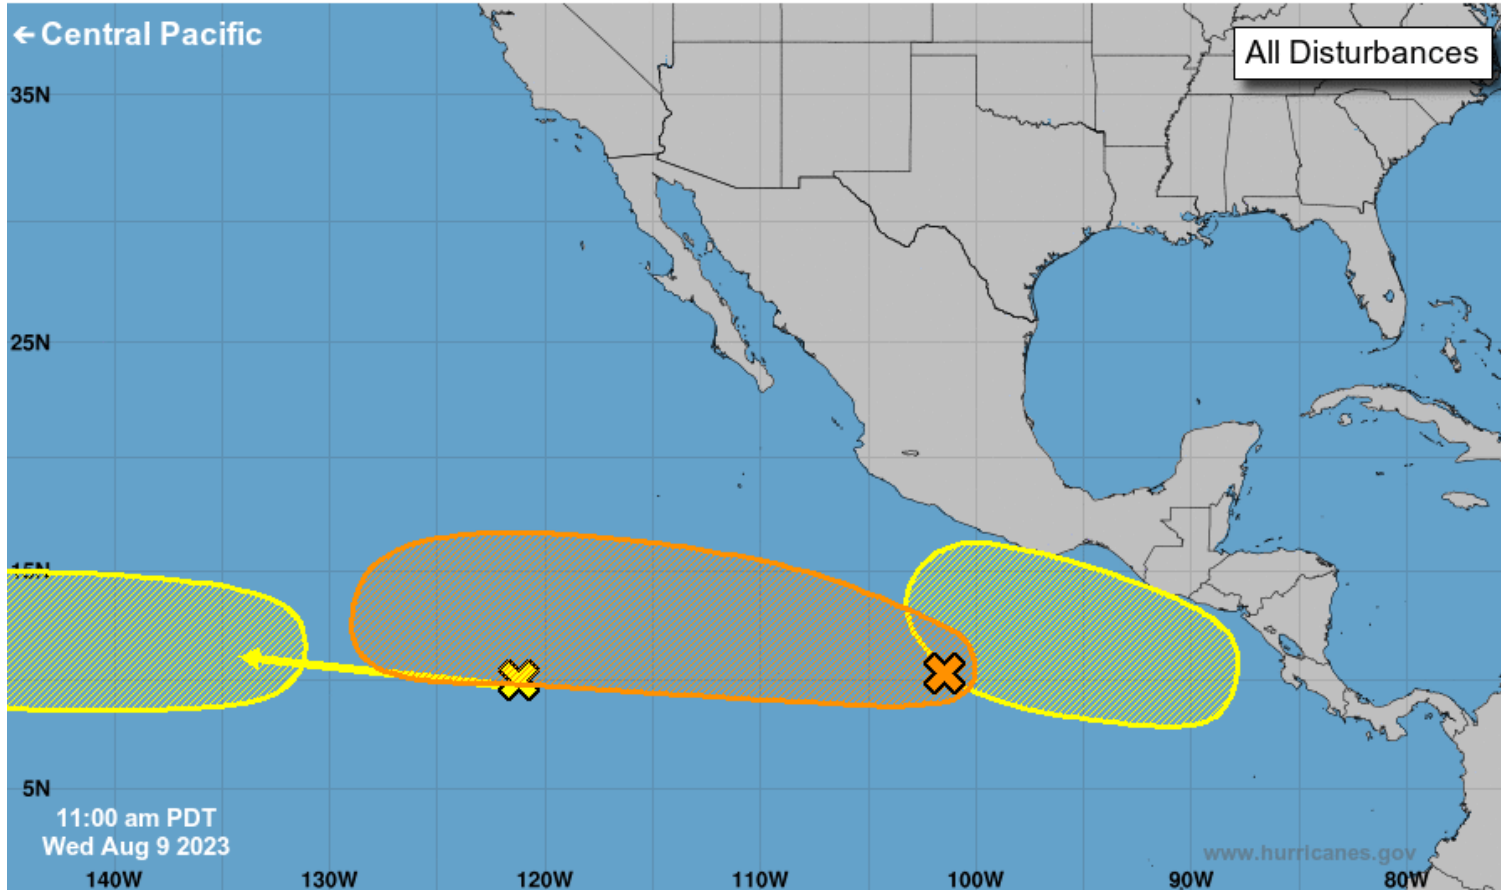 ← Central Pacific
All Disturbances
35N
25N
15N
5N
11:00 am PDT
Wed Aug 9 2023
www.hurricanes.gov
140W 130W 120W 110W 100W 90W 80W